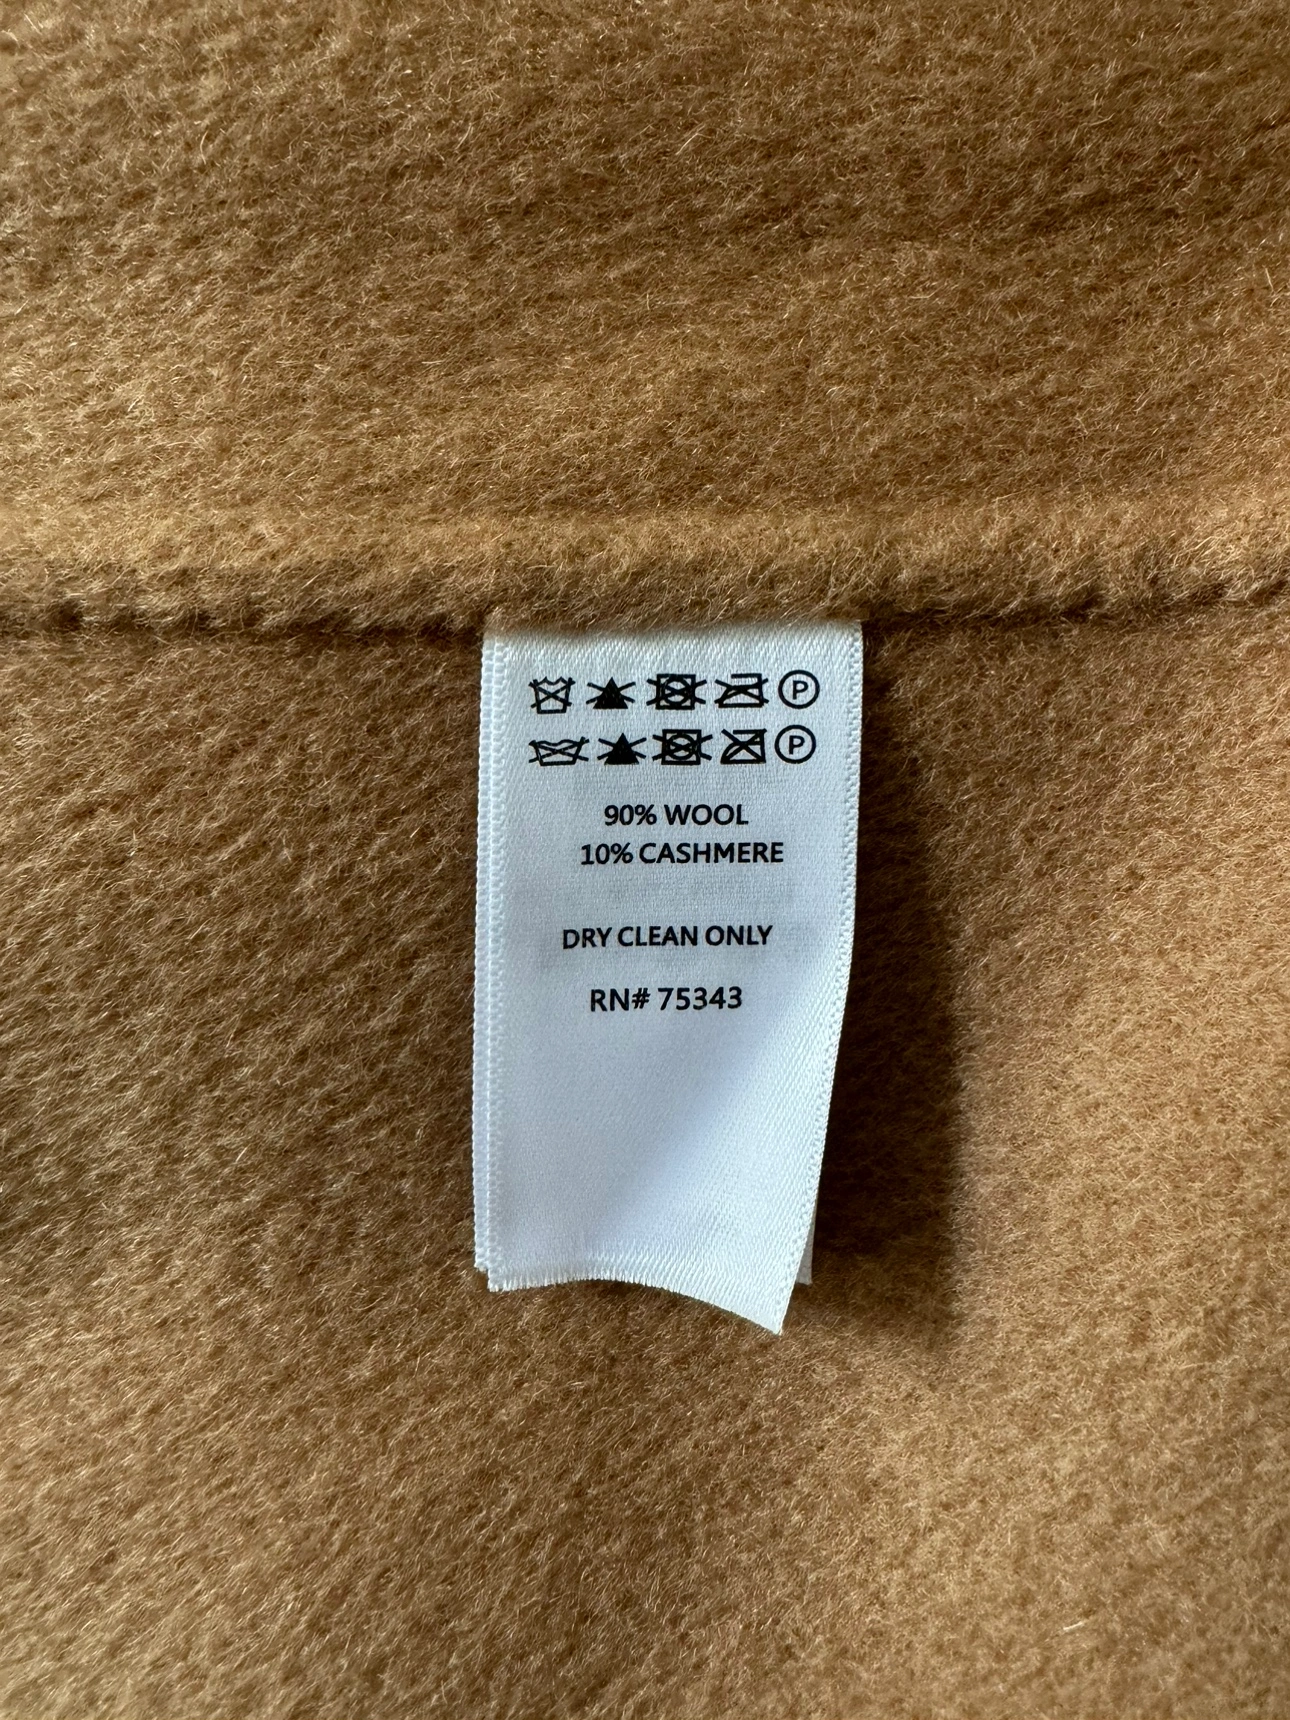 P
P
90% WOOL
10% CASHMERE
DRY CLEAN ONLY
RN# 75343